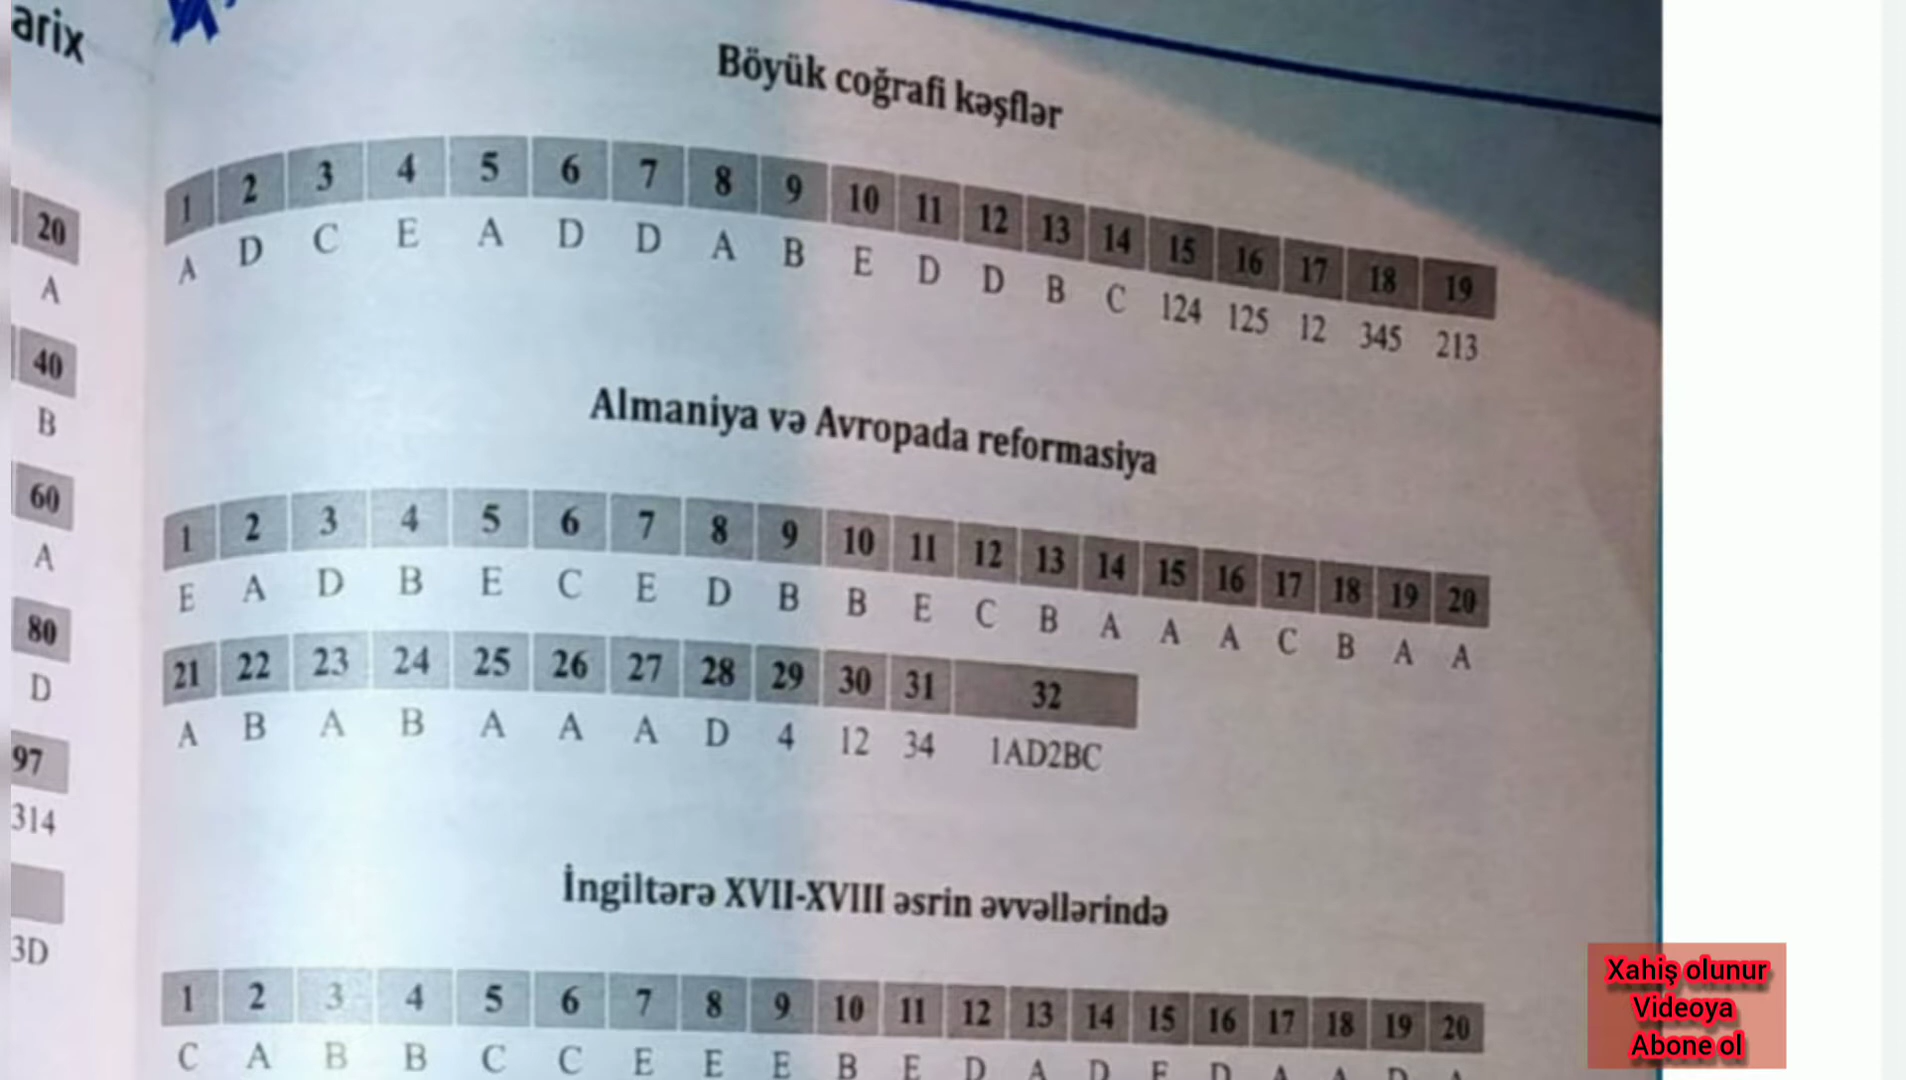 arix
Böyük coğrafi kəşflər
1 2 3 4 5 6 7 8 9 10 11 12 13 14 15 16 17 18 19
A D C E A D D A B E D D B C 124 125 12 345 213
20
A
40
B
60
A
80
D
97
314
3D
Almaniya və Avropada reformasiya
1 2 3 4 5 6 7 8 9 10 11 12 13 14 15 16 17 18 19 20
E A D B E C E D B B E C B A A A C B A A
21 22 23 24 25 26 27 28 29 30 31 32
A B A B A A A D 4 12 34 1AD2BC
İngiltərə XVII-XVIII əsrin əvvəllərində
1 2 3 4 5 6 7 8 9 10 11 12 13 14 15 16 17 18 19 20
C A B B C C E E E B E D A D E D A A D A
Xahiş olunur
Videoya
Abone ol